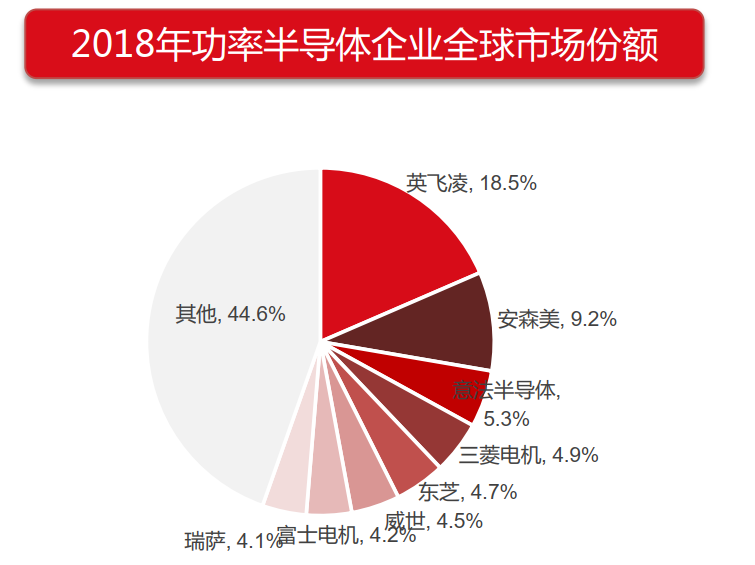 2018年功率半导体企业全球市场份额
英飞凌, 18.5%
安森美, 9.2%
意法半导体,
5.3%
三菱电机, 4.9%
东芝, 4.7%
威世, 4.5%
富士电机, 4.2%
瑞萨, 4.1%
其他, 44.6%